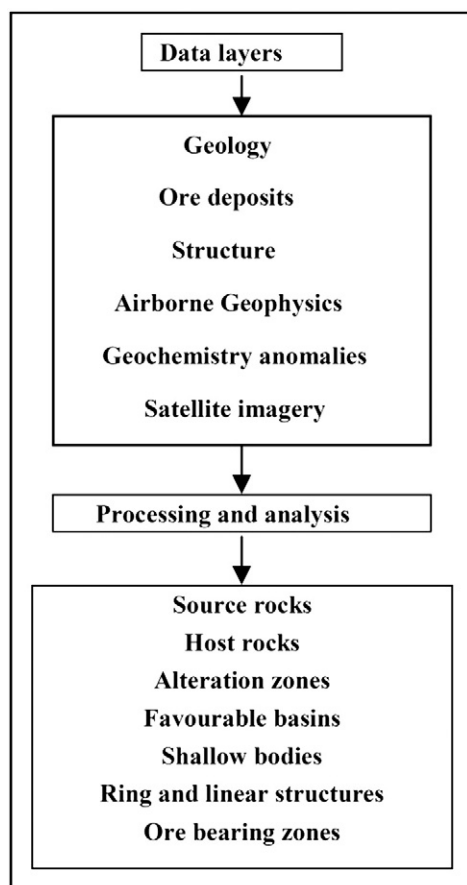 Data layers
Geology
Ore deposits
Structure
Airborne Geophysics
Geochemistry anomalies
Satellite imagery
Processing and analysis
Source rocks
Host rocks
Alteration zones
Favourable basins
Shallow bodies
Ring and linear structures
Ore bearing zones